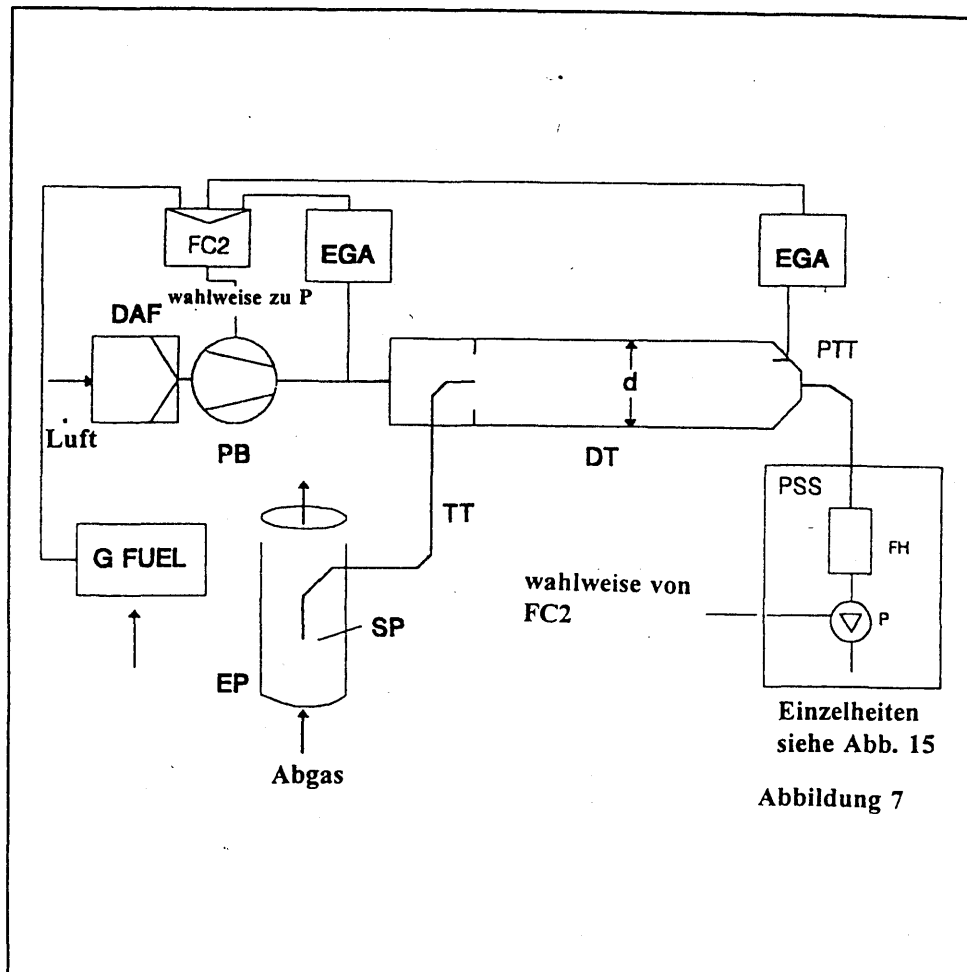 FC2
EGA
EGA
wahlweise zu P
DAF
PTT
d
Luft
PB
DT
PSS
TT
G FUEL
FH
wahlweise von
FC2
P
SP
EP
Einzelheiten
siehe Abb. 15
Abgas
Abbildung 7